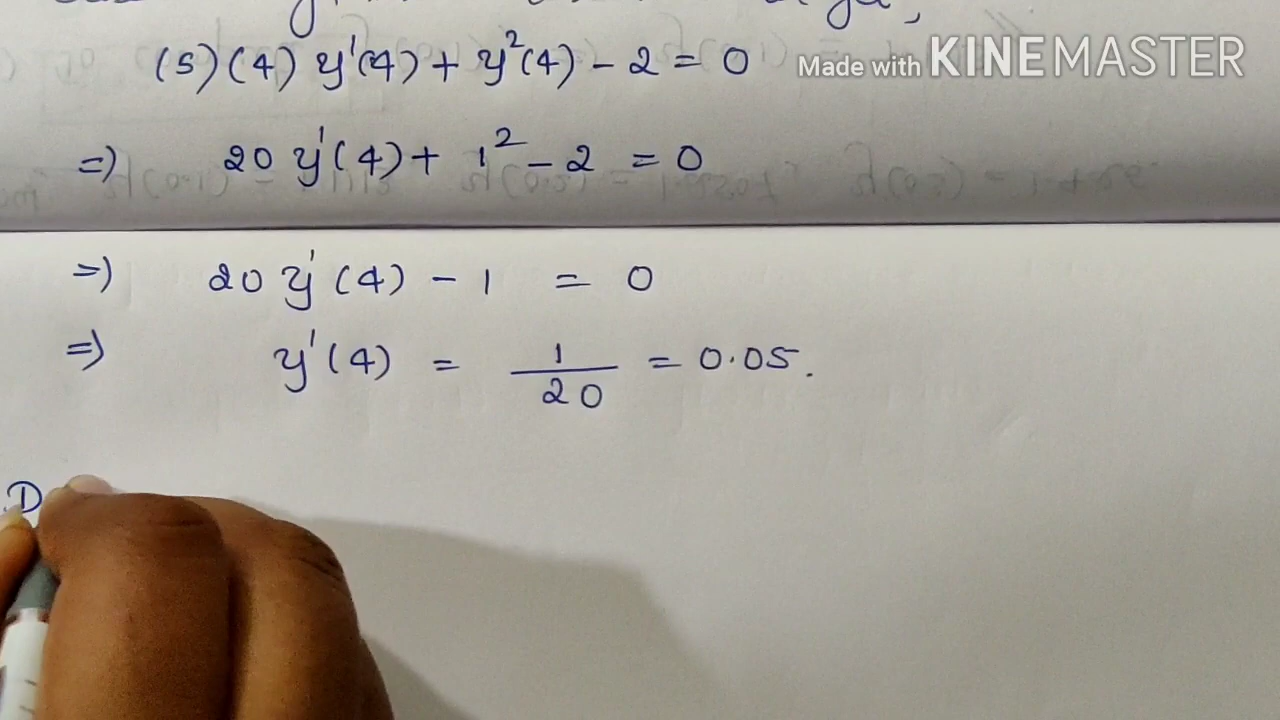 (5)(4) y'(4) + y²(4) - 2 = 0
Made with KINEMASTER
=) 20 y'(4) + 1² - 2 = 0
=) 20 y'(4) - 1 = 0
=) y'(4) = 1/20 = 0.05.
D